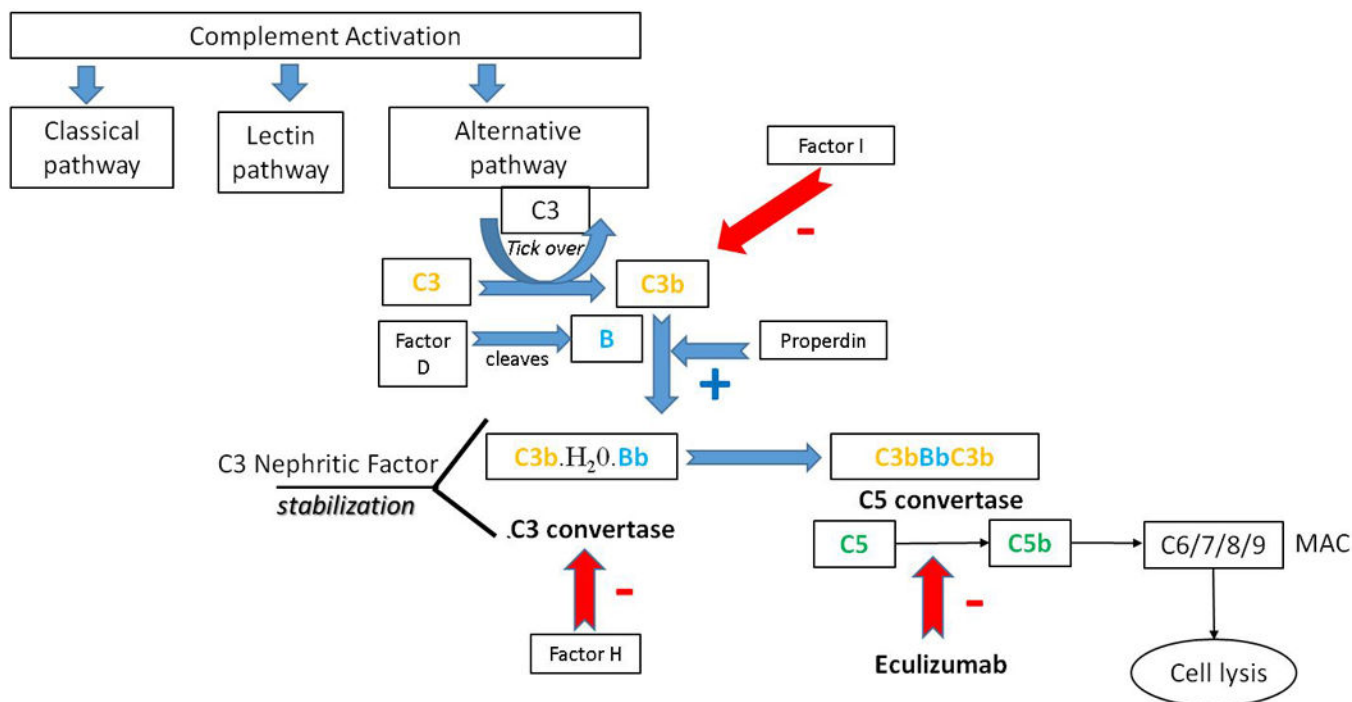 Complement Activation
Classical
pathway
Lectin
pathway
Alternative
pathway
Factor I
-
C3
Tick over
C3
C3b
Factor
D
cleaves
B
Properdin
+
C3 Nephritic Factor
stabilization
C3b.H₂0.Bb
C3bBbC3b
.C3 convertase
C5 convertase
C5
C5b
C6/7/8/9
MAC
-
-
Factor H
Eculizumab
Cell lysis